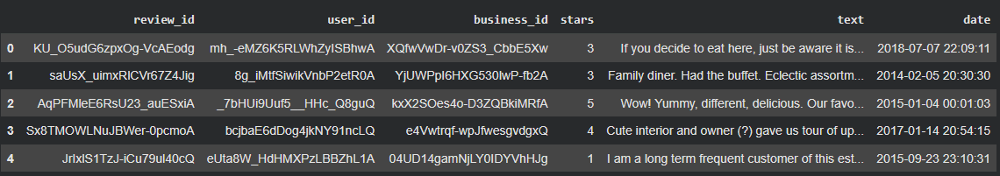 review_id user_id business_id stars text date
0 KU_O5udG6zpxOg-VcAEodg mh_-eMZ6K5RLWhZyISBhwA XQfwVwDr-v0ZS3_CbbE5Xw 3 If you decide to eat here, just be aware it is... 2018-07-07 22:09:11
1 saUsX_uimxRlCVr67Z4Jig 8g_iMtfSiwikVnbP2etR0A YjUWPpI6HXG530lwP-fb2A 3 Family diner. Had the buffet. Eclectic assortm... 2014-02-05 20:30:30
2 AqPFMleE6RsU23_auESxiA _7bHUi9Uuf5__HHc_Q8guQ kxX2SOes4o-D3ZQBkiMRfA 5 Wow! Yummy, different, delicious. Our favo... 2015-01-04 00:01:03
3 Sx8TMOWLNuJBWer-0pcmoA bcjbaE6dDog4jkNY91ncLQ e4Vwtrqf-wpJfwesgvdgxQ 4 Cute interior and owner (?) gave us tour of up... 2017-01-14 20:54:15
4 JrIxlS1TzJ-iCu79ul40cQ eUta8W_HdHMXPzLBBZhL1A 04UD14gamNjLY0IDYVhHJg 1 I am a long term frequent customer of this est... 2015-09-23 23:10:31